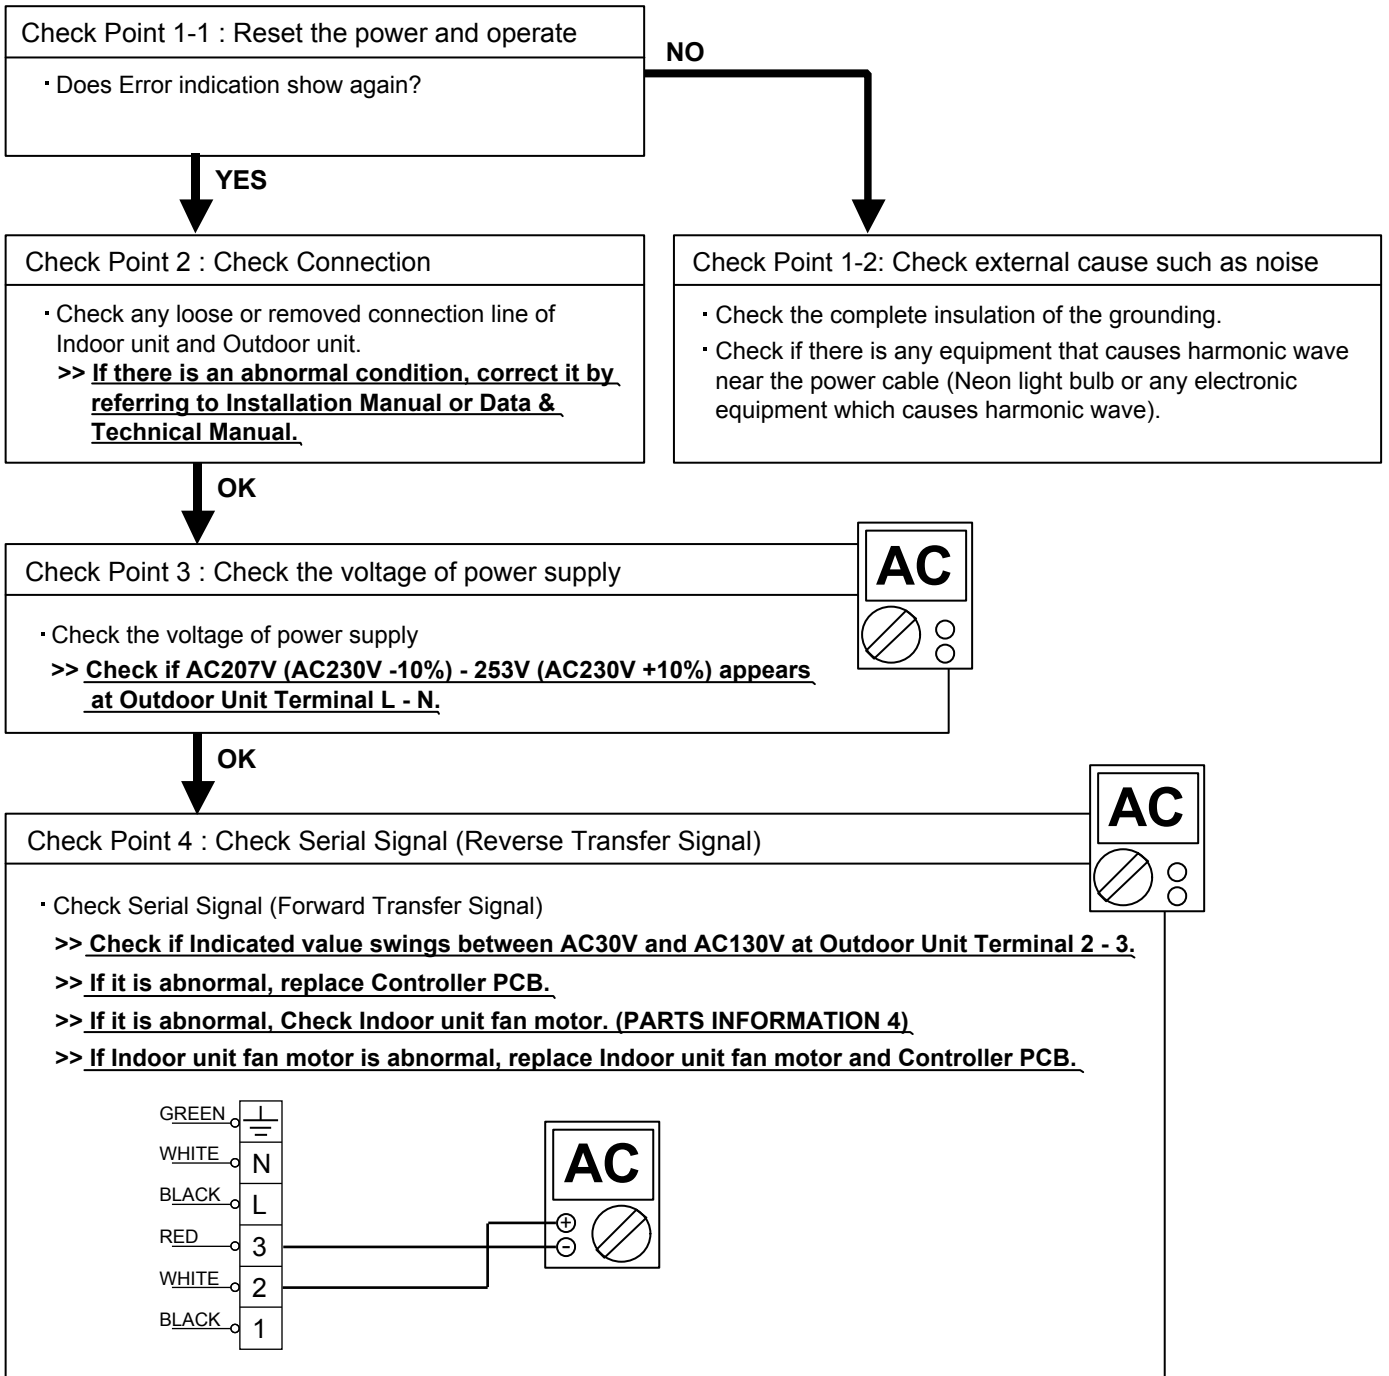 Check Point 1-1 : Reset the power and operate
· Does Error indication show again?
NO
YES
Check Point 2 : Check Connection
· Check any loose or removed connection line of
Indoor unit and Outdoor unit.
>> If there is an abnormal condition, correct it by
referring to Installation Manual or Data &
Technical Manual.
Check Point 1-2: Check external cause such as noise
· Check the complete insulation of the grounding.
· Check if there is any equipment that causes harmonic wave
near the power cable (Neon light bulb or any electronic
equipment which causes harmonic wave).
OK
Check Point 3 : Check the voltage of power supply
AC
· Check the voltage of power supply
>> Check if AC207V (AC230V -10%) - 253V (AC230V +10%) appears
at Outdoor Unit Terminal L - N.
OK
Check Point 4 : Check Serial Signal (Reverse Transfer Signal)
AC
· Check Serial Signal (Forward Transfer Signal)
>> Check if Indicated value swings between AC30V and AC130V at Outdoor Unit Terminal 2 - 3.
>> If it is abnormal, replace Controller PCB.
>> If it is abnormal, Check Indoor unit fan motor. (PARTS INFORMATION 4)
>> If Indoor unit fan motor is abnormal, replace Indoor unit fan motor and Controller PCB.
GREEN
WHITE N
BLACK L
RED 3
WHITE 2
BLACK 1
AC
+
-